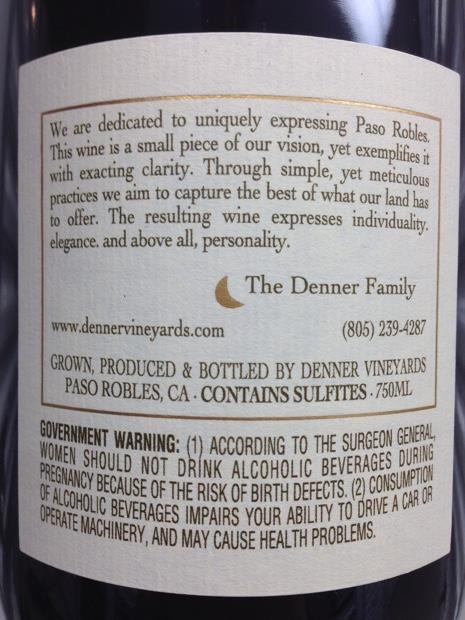 We are dedicated to uniquely expressing Paso Robles.
This wine is a small piece of our vision, yet exemplifies it
with exacting clarity. Through simple, yet meticulous
practices we aim to capture the best of what our land has
to offer. The resulting wine expresses individuality.
elegance. and above all, personality.
The Denner Family
www.dennervineyards.com (805) 239-4287
GROWN, PRODUCED & BOTTLED BY DENNER VINEYARDS
PASO ROBLES, CA · CONTAINS SULFITES · 750ML
GOVERNMENT WARNING: (1) ACCORDING TO THE SURGEON GENERAL,
WOMEN SHOULD NOT DRINK ALCOHOLIC BEVERAGES DURING
PREGNANCY BECAUSE OF THE RISK OF BIRTH DEFECTS. (2) CONSUMPTION
OF ALCOHOLIC BEVERAGES IMPAIRS YOUR ABILITY TO DRIVE A CAR OR
OPERATE MACHINERY, AND MAY CAUSE HEALTH PROBLEMS.